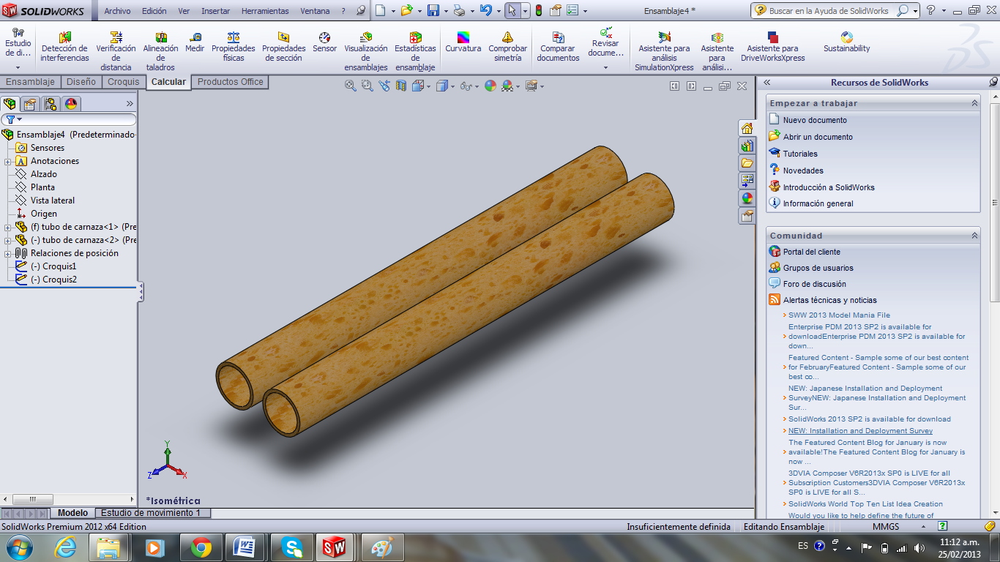 SOLIDWORKS
Archivo Edición Ver Insertar Herramientas Ventana ?
Ensamblaje4 *
Buscar en la Ayuda de SolidWorks
?
Estudio
de di...
Detección de
interferencias
Verificación
de
distancia
Alineación
de
taladros
Medir
Propiedades
físicas
Propiedades
de sección
Sensor
Visualización
de
ensamblajes
Estadísticas
de
ensamblaje
Curvatura
Comprobar
simetría
Comparar
documentos
Revisar
docume...
Asistente para
análisis
SimulationXpress
Asistente
para
análisi...
Asistente para
DriveWorksXpress
Sustainability
Ensamblaje Diseño Croquis Calcular Productos Office
Ensamblaje4 (Predeterminado
Sensores
Anotaciones
Alzado
Planta
Vista lateral
Origen
(f) tubo de carnaza<1> (Pre
(-) tubo de carnaza<2> (Pre
Relaciones de posición
(-) Croquis1
(-) Croquis2
Y
Z
X
*Isométrica
Recursos de SolidWorks
Empezar a trabajar
Nuevo documento
Abrir un documento
Tutoriales
Novedades
Introducción a SolidWorks
Información general
Comunidad
Portal del cliente
Grupos de usuarios
Foro de discusión
Alertas técnicas y noticias
SWW 2013 Model Mania File
Enterprise PDM 2013 SP2 is available for
downloadEnterprise PDM 2013 SP2 is available for
down...
Featured Content - Sample some of our best content
for FebruaryFeatured Content - Sample some of our
best co...
NEW: Japanese Installation and Deployment
SurveyNEW: Japanese Installation and Deployment
Sur...
SolidWorks 2013 SP2 is available for download
NEW: Installation and Deployment Survey
The Featured Content Blog for January is now
available!The Featured Content Blog for January is
now ...
3DVIA Composer V6R2013x SP0 is LIVE for all
Subscription Customers3DVIA Composer V6R2013x
SP0 is LIVE for all S...
SolidWorks World Top Ten List Idea Creation
Would you like to help define the future of
Modelo Estudio de movimiento 1
SolidWorks Premium 2012 x64 Edition
Insuficientemente definida Editando Ensamblaje MMGS
ES
11:12 a.m.
25/02/2013